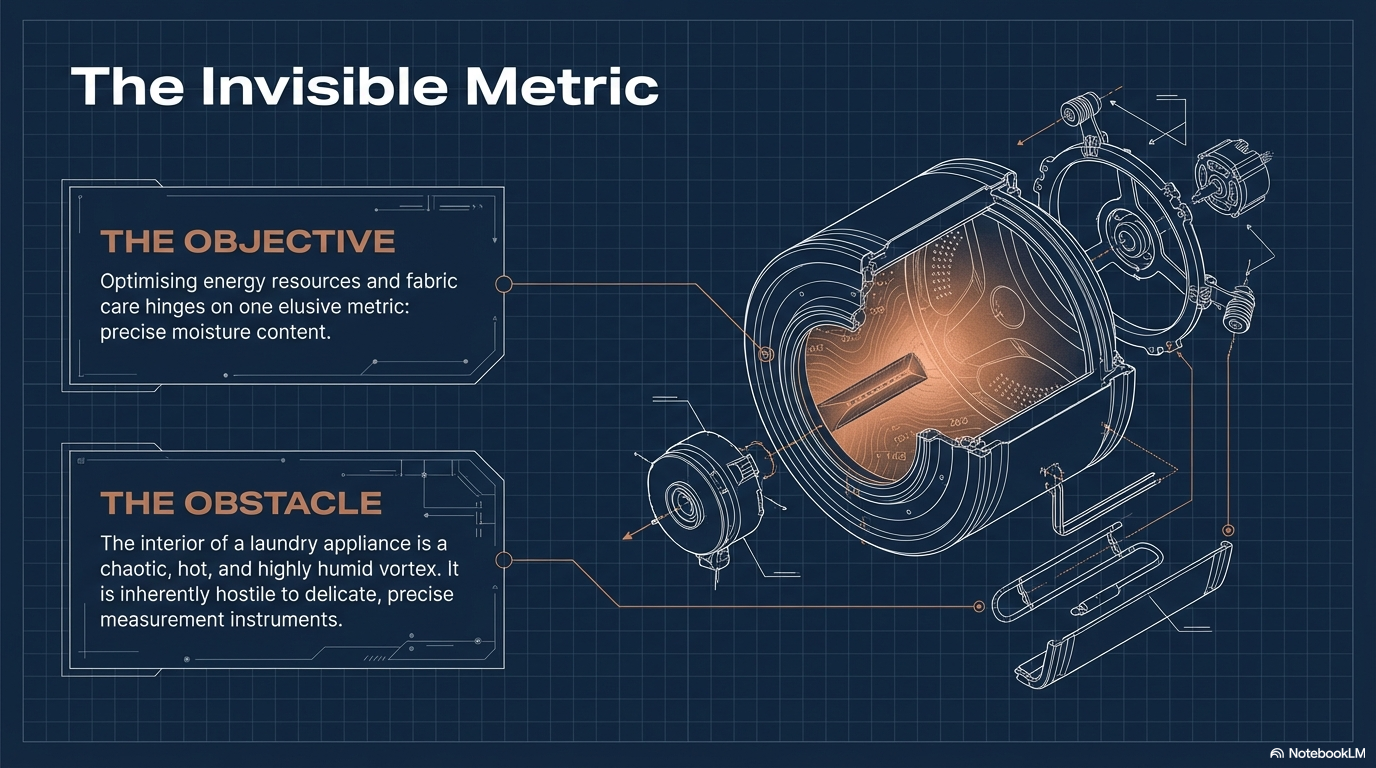 The Invisible Metric
THE OBJECTIVE
Optimising energy resources and fabric
care hinges on one elusive metric:
precise moisture content.
THE OBSTACLE
The interior of a laundry appliance is a
chaotic, hot, and highly humid vortex. It
is inherently hostile to delicate, precise
measurement instruments.
NotebookLM